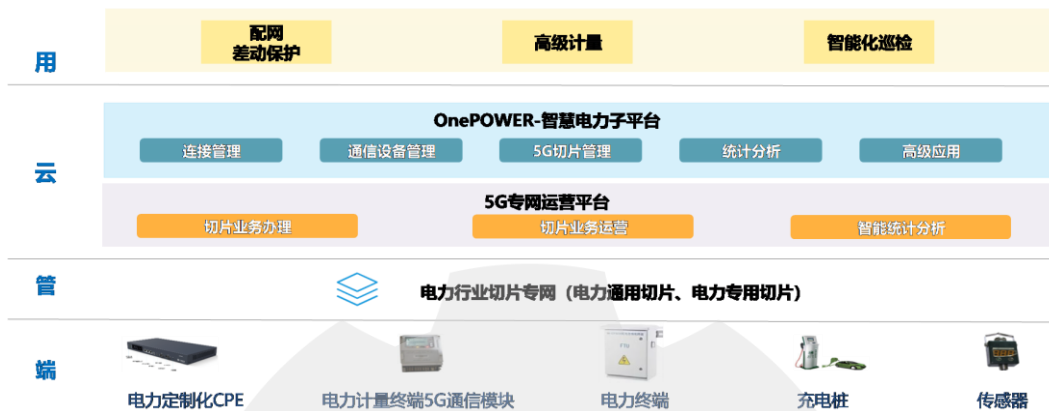 用
配网
差动保护
高级计量
智能化巡检
云
OnePOWER-智慧电力子平台
连接管理
通信设备管理
5G切片管理
统计分析
高级应用
5G专网运营平台
切片业务办理
切片业务运营
智能统计分析
管
电力行业切片专网（电力通用切片、电力专用切片）
端
电力定制化CPE
电力计量终端5G通信模块
电力终端
充电桩
传感器